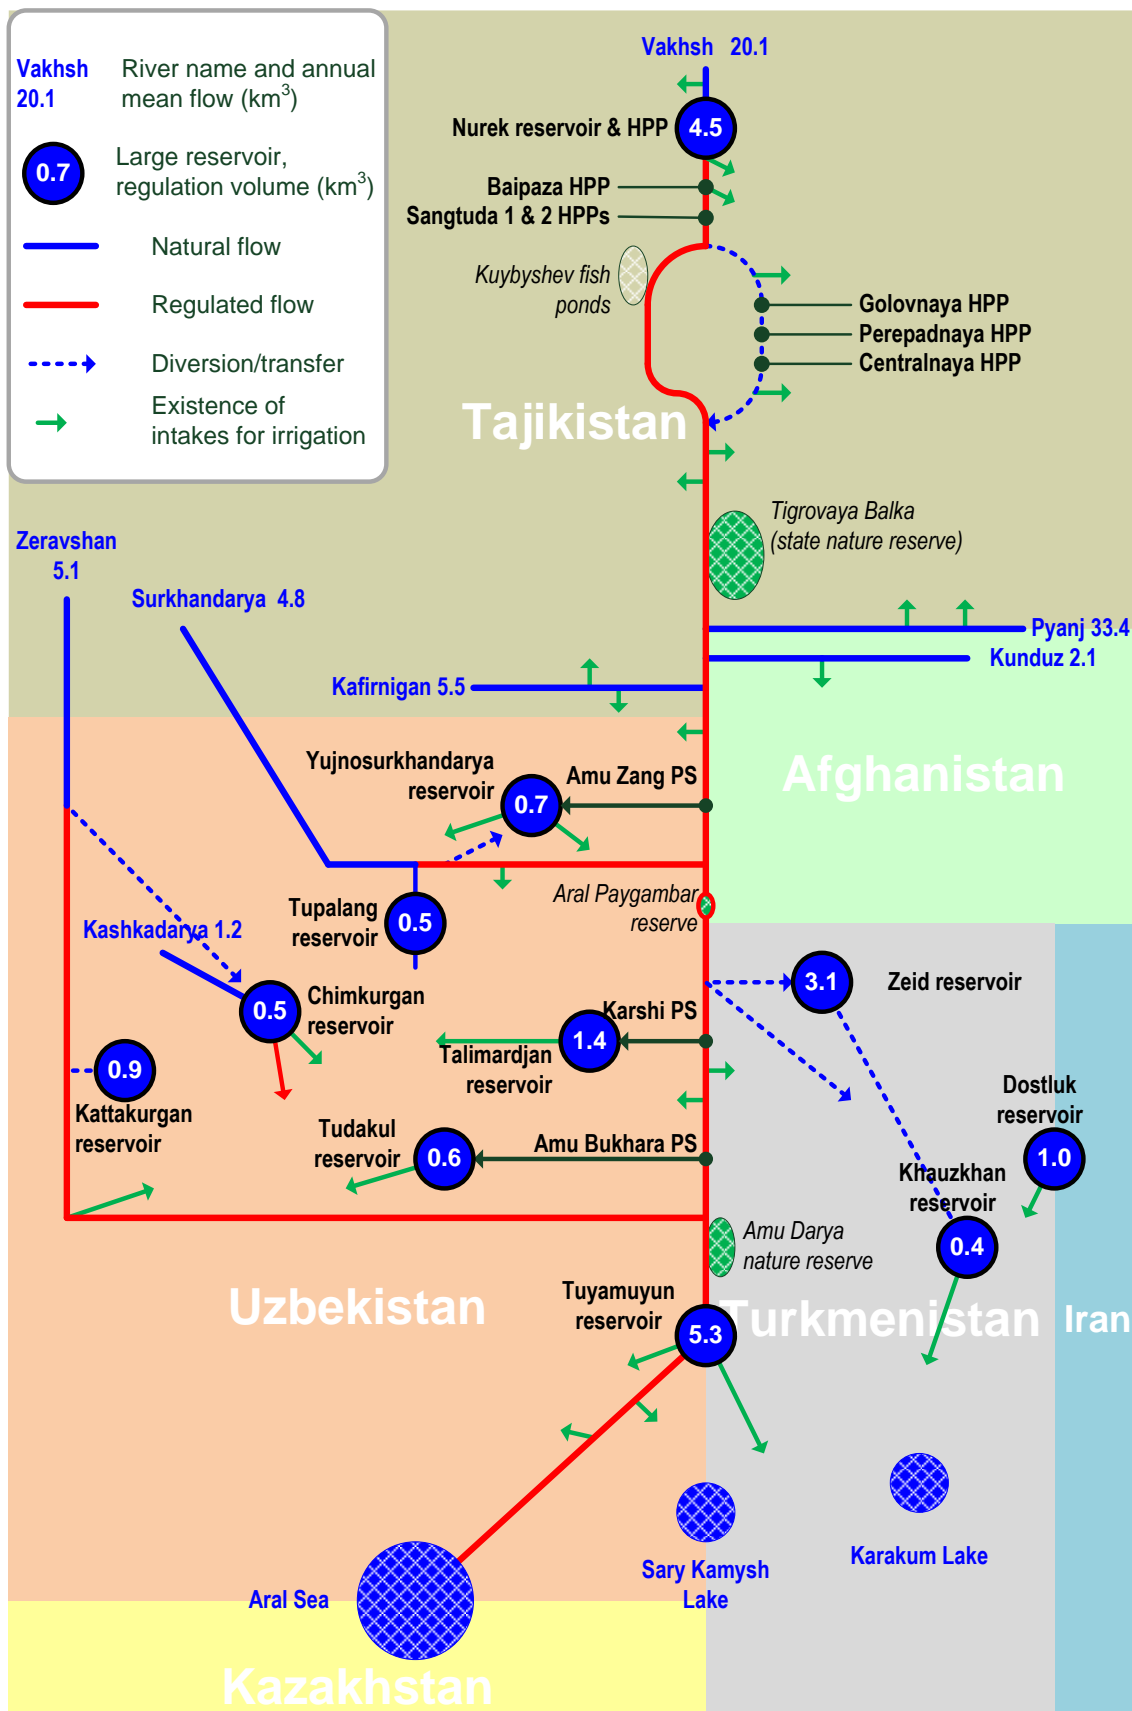 Vakhsh
20.1
River name and annual
mean flow (km³)
0.7
Large reservoir,
regulation volume (km³)
Natural flow
Regulated flow
Diversion/transfer
Existence of
intakes for irrigation
Vakhsh 20.1
Nurek reservoir & HPP
4.5
Baipaza HPP
Sangtuda 1 & 2 HPPs
Kuybyshev fish
ponds
Golovnaya HPP
Perepadnaya HPP
Centralnaya HPP
Tajikistan
Tigrovaya Balka
(state nature reserve)
Zeravshan
5.1
Surkhandarya 4.8
Pyanj 33.4
Kunduz 2.1
Kafirnigan 5.5
Yujnosurkhandarya
reservoir
0.7
Amu Zang PS
Afghanistan
Aral Paygambar
reserve
Tupalang
reservoir
0.5
Kashkadarya 1.2
0.5
Chimkurgan
reservoir
3.1
Zeid reservoir
Karshi PS
1.4
Talimardjan
reservoir
0.9
Kattakurgan
reservoir
Dostluk
reservoir
1.0
Tudakul
reservoir
0.6
Amu Bukhara PS
Khauzkhan
reservoir
0.4
Amu Darya
nature reserve
Uzbekistan
Tuyamuyun
reservoir
5.3
Turkmenistan
Iran
Karakum Lake
Sary Kamysh
Lake
Aral Sea
Kazakhstan